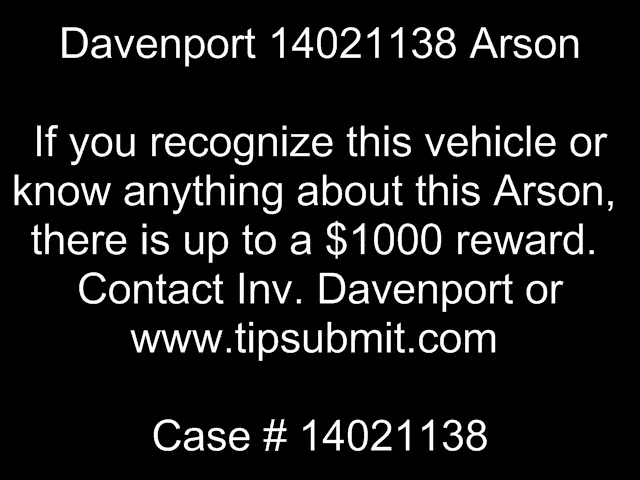 Davenport 14021138 Arson
If you recognize this vehicle or
know anything about this Arson,
there is up to a $1000 reward.
Contact Inv. Davenport or
www.tipsubmit.com
Case # 14021138